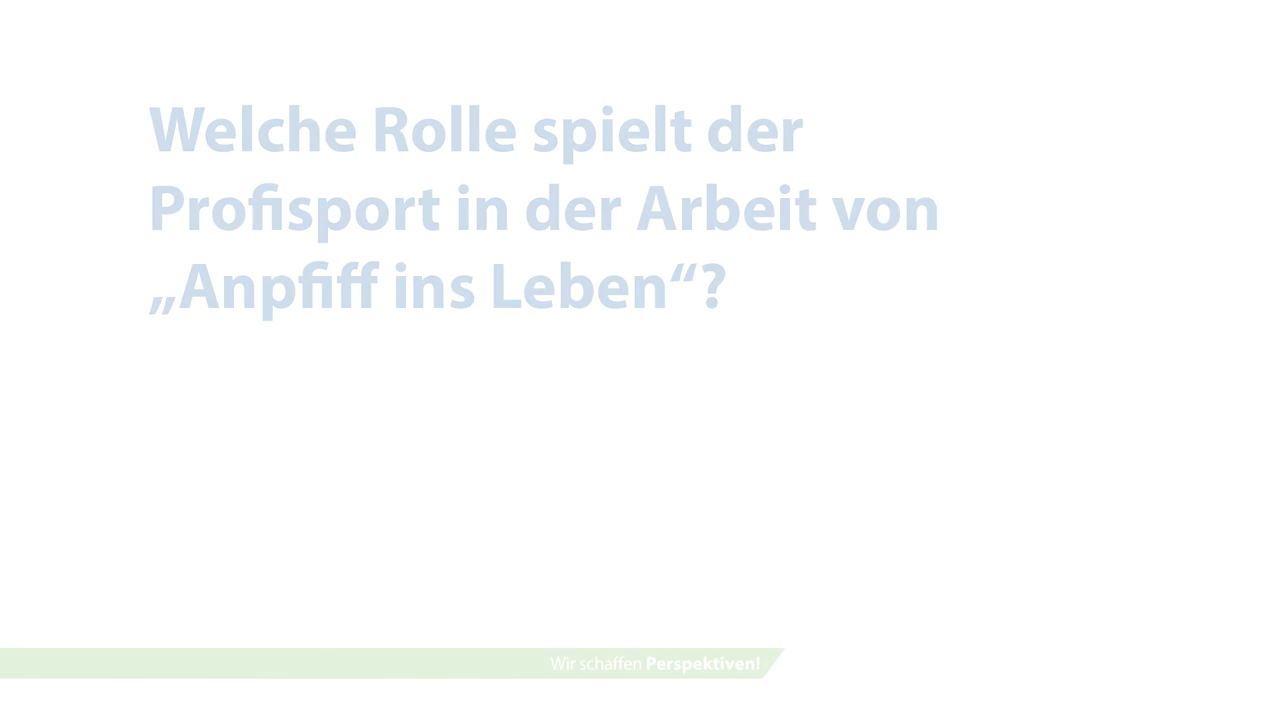 Welche Rolle spielt der
Profisport in der Arbeit von
„Anpfiff ins Leben“?
Wir schaffen Perspektiven!